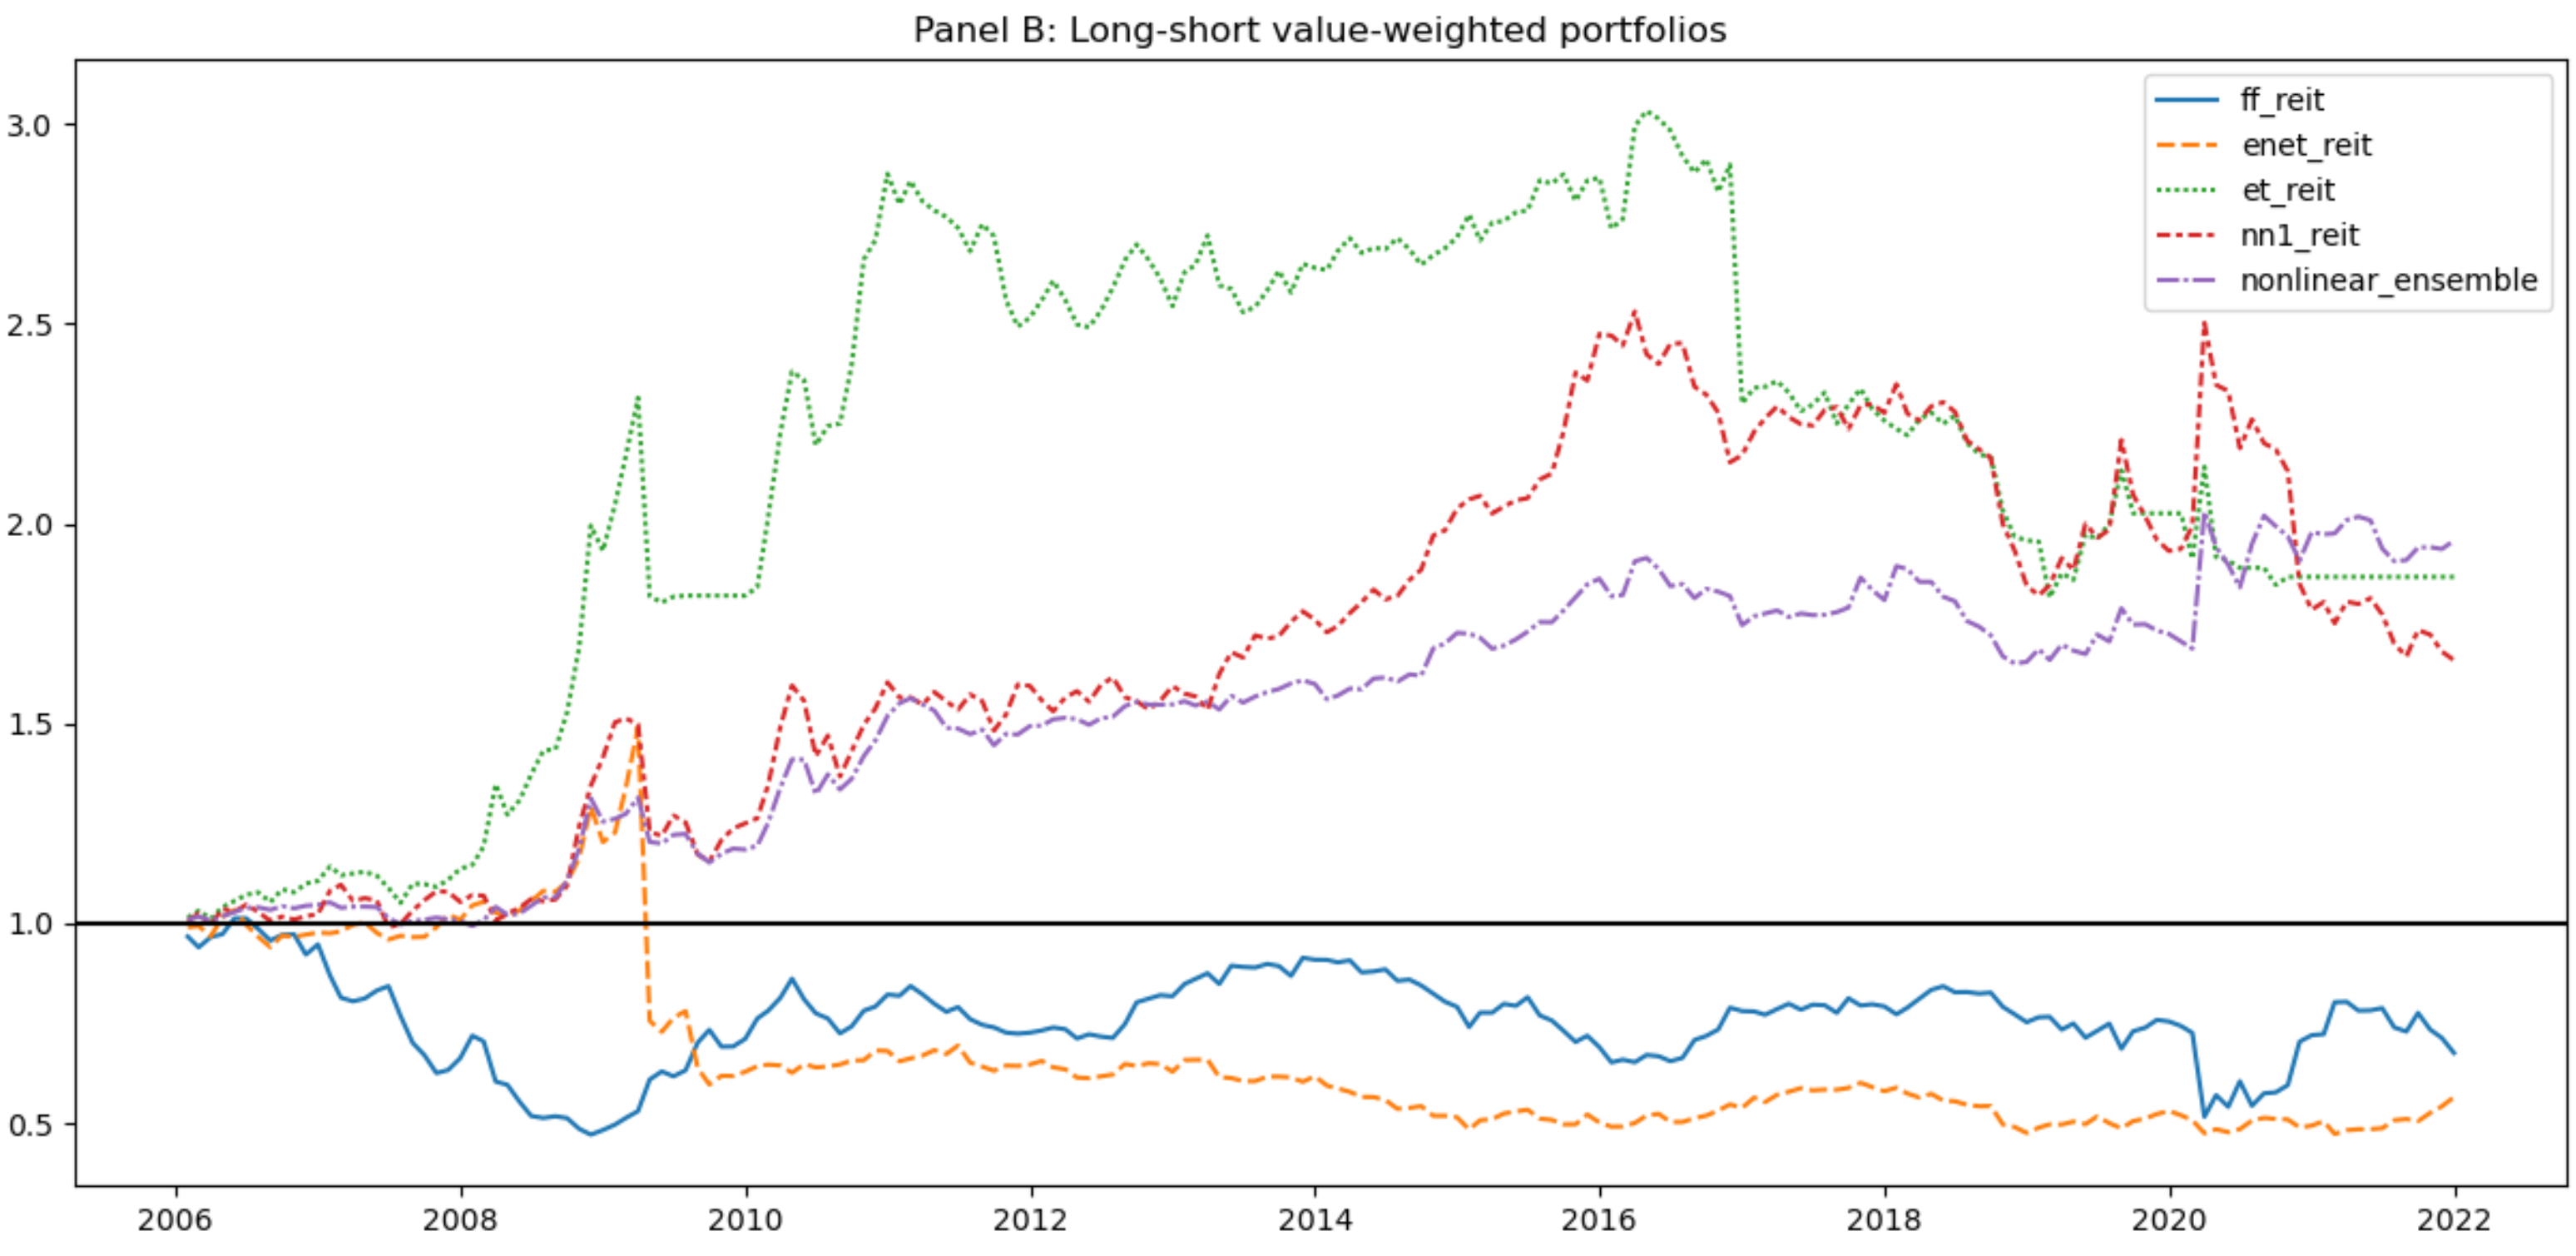 Panel B: Long-short value-weighted portfolios
ff_reit
enet_reit
et_reit
nn1_reit
nonlinear_ensemble
3.0
2.5
2.0
1.5
1.0
0.5
2006 2008 2010 2012 2014 2016 2018 2020 2022